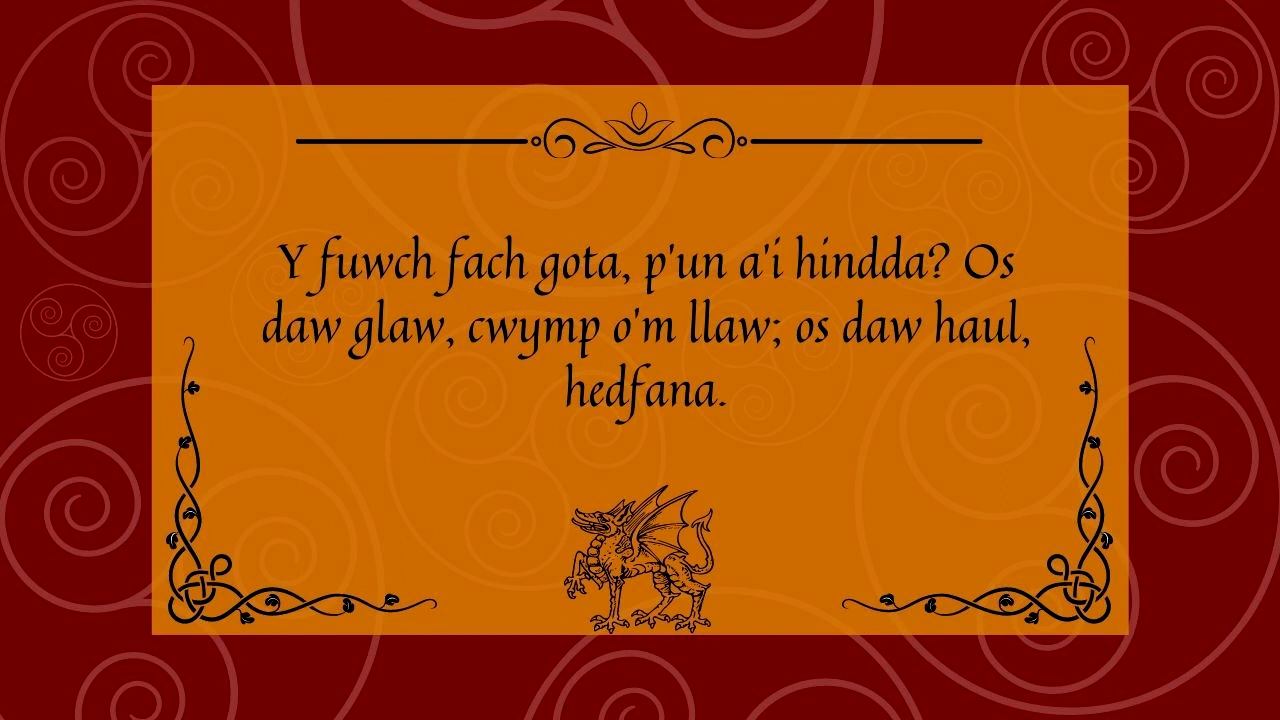 Y fuwch fach gota, p'un a'i hindda? Os
daw glaw, cwymp o'm llaw; os daw haul,
hedfana.